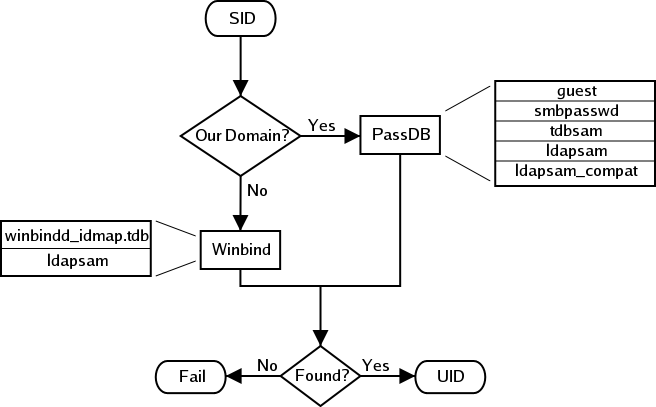 SID
Our Domain?
Yes
PassDB
guest
smbpasswd
tdbsam
ldapsam
ldapsam_compat
No
winbindd_idmap.tdb
ldapsam
Winbind
Fail
No
Found?
Yes
UID